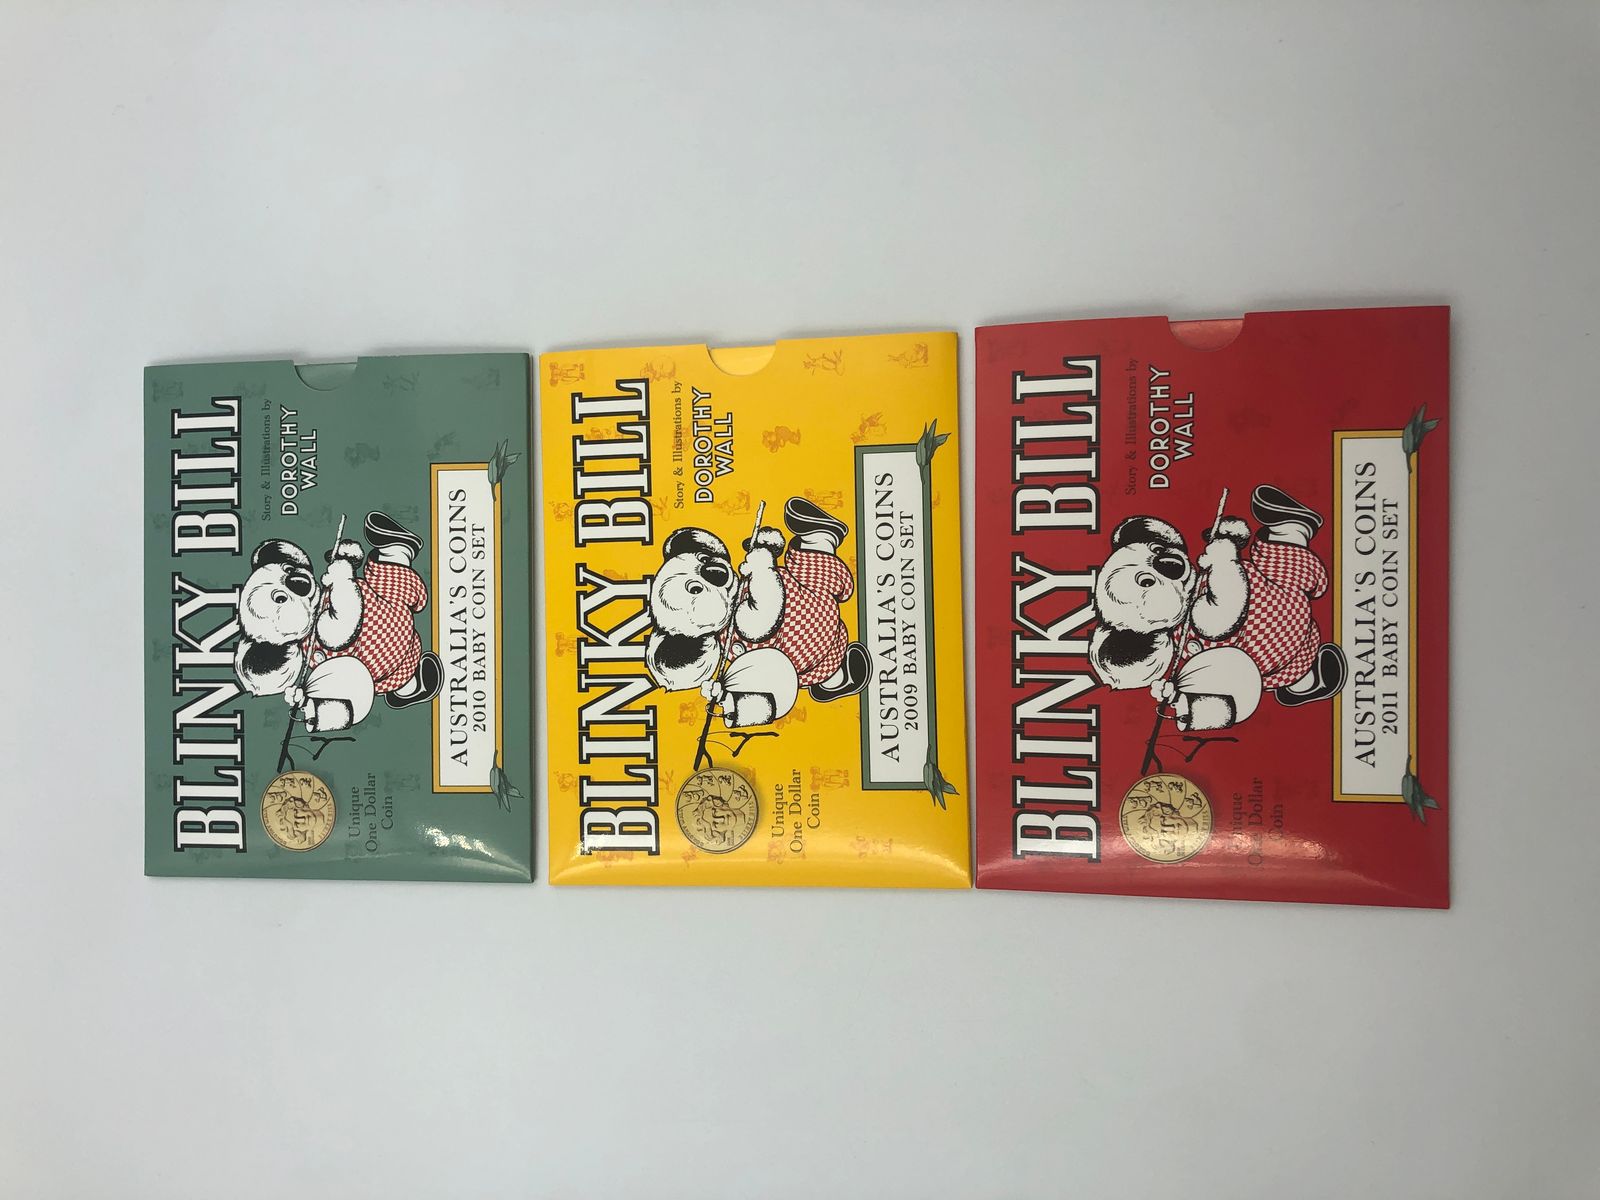 BLINKY BILL
Story & Illustrations by
DOROTHY
WALL
Unique
One Dollar
Coin
AUSTRALIA'S COINS
2010 BABY COIN SET
BLINKY BILL
Story & Illustrations by
DOROTHY
WALL
Unique
One Dollar
Coin
AUSTRALIA'S COINS
2009 BABY COIN SET
BLINKY BILL
Story & Illustrations by
DOROTHY
WALL
Unique
One Dollar
Coin
AUSTRALIA'S COINS
2011 BABY COIN SET